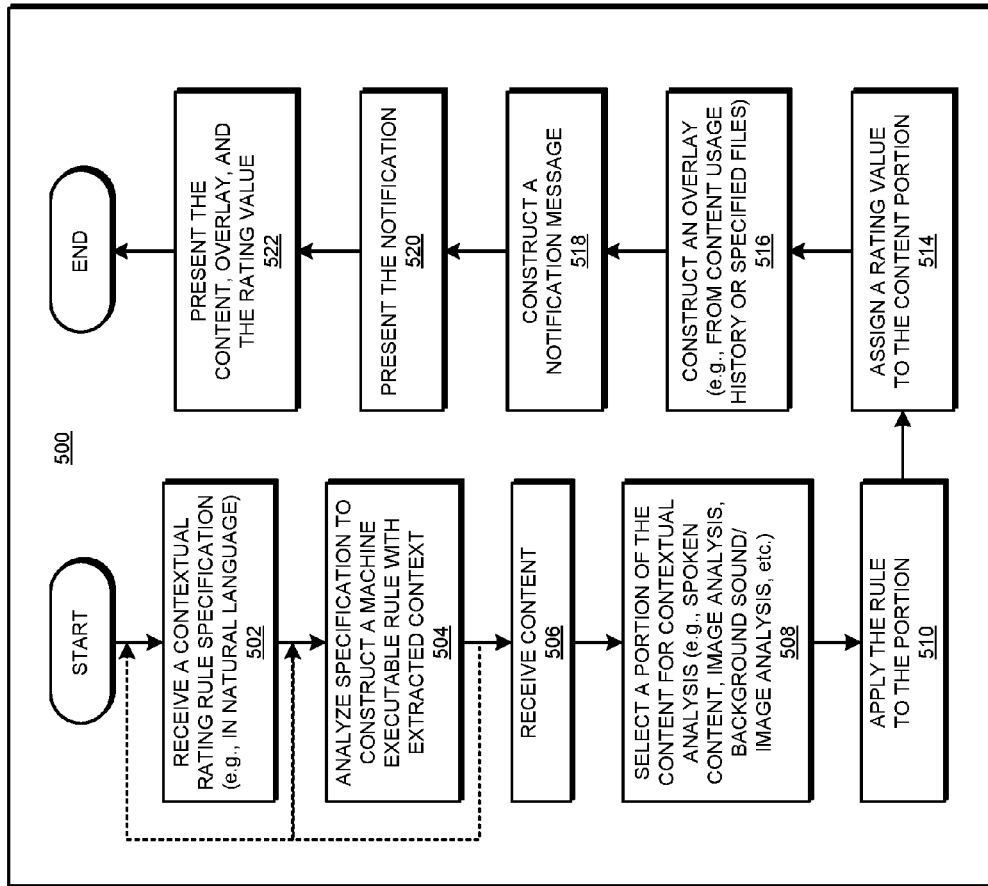 500
START
RECEIVE A CONTEXTUAL
RATING RULE SPECIFICATION
(e.g., IN NATURAL LANGUAGE)
502
ANALYZE SPECIFICATION TO
CONSTRUCT A MACHINE
EXECUTABLE RULE WITH
EXTRACTED CONTEXT
504
RECEIVE CONTENT
506
SELECT A PORTION OF THE
CONTENT FOR CONTEXTUAL
ANALYSIS (e.g., SPOKEN
CONTENT, IMAGE ANALYSIS,
BACKGROUND SOUND/
IMAGE ANALYSIS, etc.)
508
APPLY THE RULE
TO THE PORTION
510
ASSIGN A RATING VALUE
TO THE CONTENT PORTION
514
CONSTRUCT AN OVERLAY
(e.g., FROM CONTENT USAGE
HISTORY OR SPECIFIED FILES)
516
CONSTRUCT A
NOTIFICATION MESSAGE
518
PRESENT THE NOTIFICATION
520
PRESENT THE
CONTENT, OVERLAY, AND
THE RATING VALUE
522
END